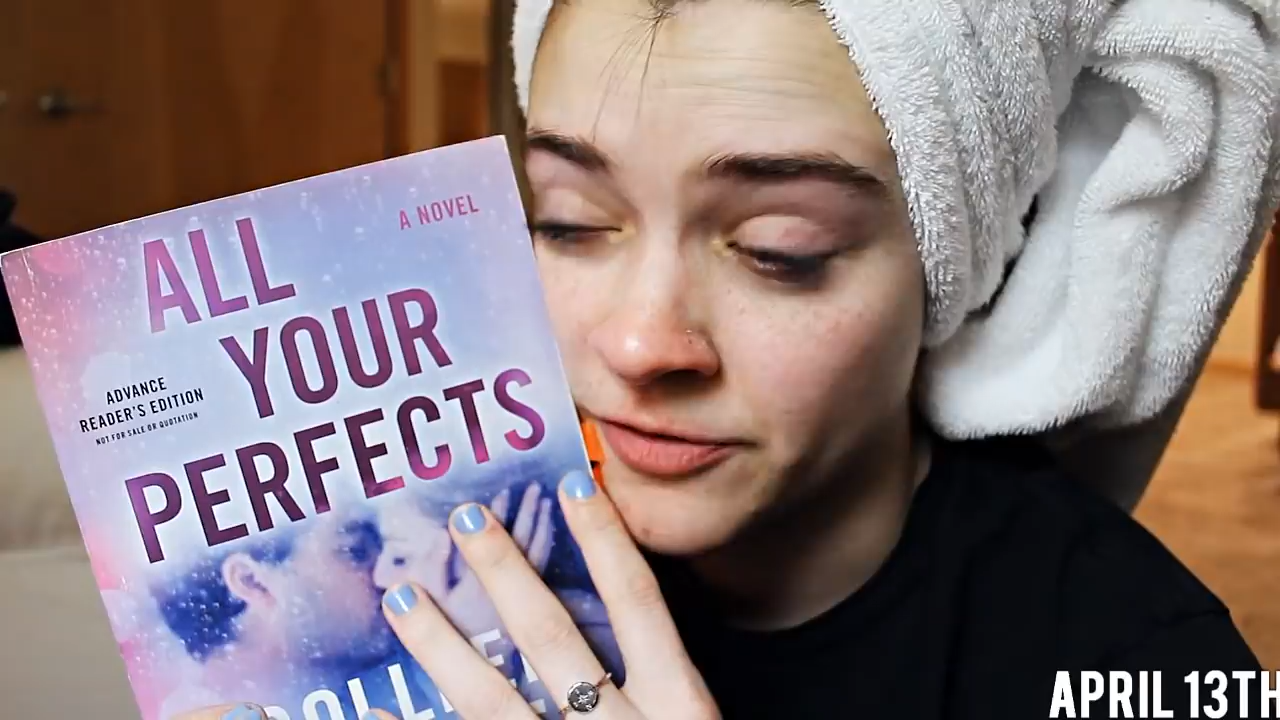 A NOVEL
ALL
YOUR
PERFECTS
ADVANCE
READER'S EDITION
NOT FOR SALE OR QUOTATION
APRIL 13TH